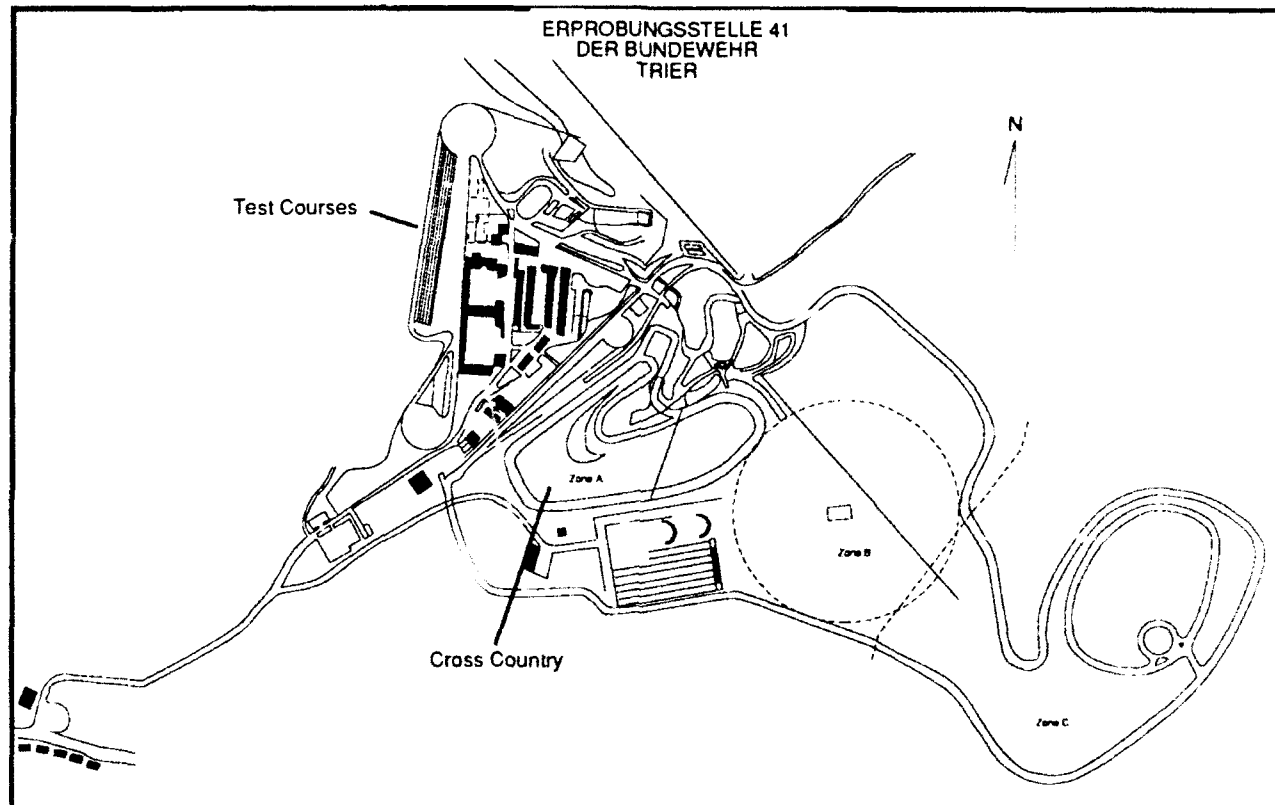 ERPROBUNGSSTELLE 41
DER BUNDEWEHR
TRIER
N
Test Courses
Zone A
Zone B
Cross Country
Zone C